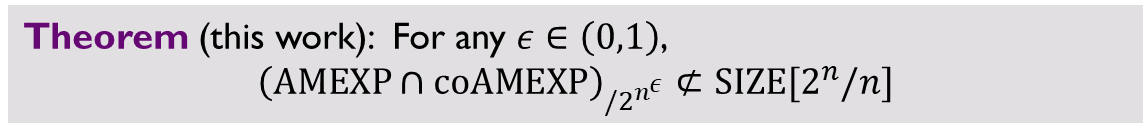 Theorem (this work): For any ϵ ∈ (0,1),
(AMEXP ∩ coAMEXP)_{/2^{n^ϵ}} ⊄ SIZE[2^n/n]